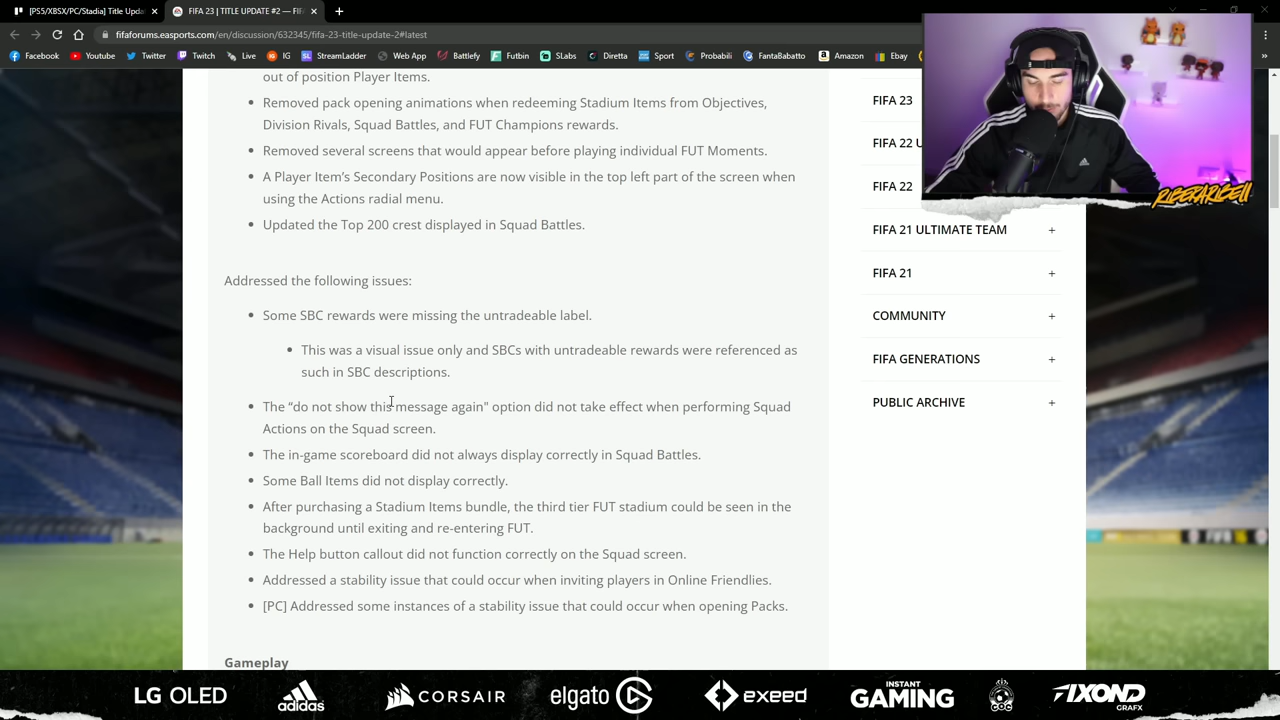 [PS5/XBSX/PC/Stadia] Title Upda
FIFA 23 | TITLE UPDATE #2 — FIF
fifaforums.easports.com/en/discussion/632345/fifa-23-title-update-2#latest
Facebook Youtube Twitter Twitch Live IG StreamLadder Web App Battlefy Futbin SLabs Diretta Sport Probabili FantaBabatto Amazon Ebay
out of position Player Items.
Removed pack opening animations when redeeming Stadium Items from Objectives,
Division Rivals, Squad Battles, and FUT Champions rewards.
Removed several screens that would appear before playing individual FUT Moments.
A Player Item's Secondary Positions are now visible in the top left part of the screen when
using the Actions radial menu.
Updated the Top 200 crest displayed in Squad Battles.
Addressed the following issues:
Some SBC rewards were missing the untradeable label.
This was a visual issue only and SBCs with untradeable rewards were referenced as
such in SBC descriptions.
The “do not show this message again" option did not take effect when performing Squad
Actions on the Squad screen.
The in-game scoreboard did not always display correctly in Squad Battles.
Some Ball Items did not display correctly.
After purchasing a Stadium Items bundle, the third tier FUT stadium could be seen in the
background until exiting and re-entering FUT.
The Help button callout did not function correctly on the Squad screen.
Addressed a stability issue that could occur when inviting players in Online Friendlies.
[PC] Addressed some instances of a stability issue that could occur when opening Packs.
Gameplay
FIFA 23
FIFA 22 U
FIFA 22
FIFA 21 ULTIMATE TEAM +
FIFA 21 +
COMMUNITY +
FIFA GENERATIONS +
PUBLIC ARCHIVE +
RIBERARIBELL
LG OLED adidas CORSAIR elgato exeed INSTANT GAMING FIXOND GRAFX